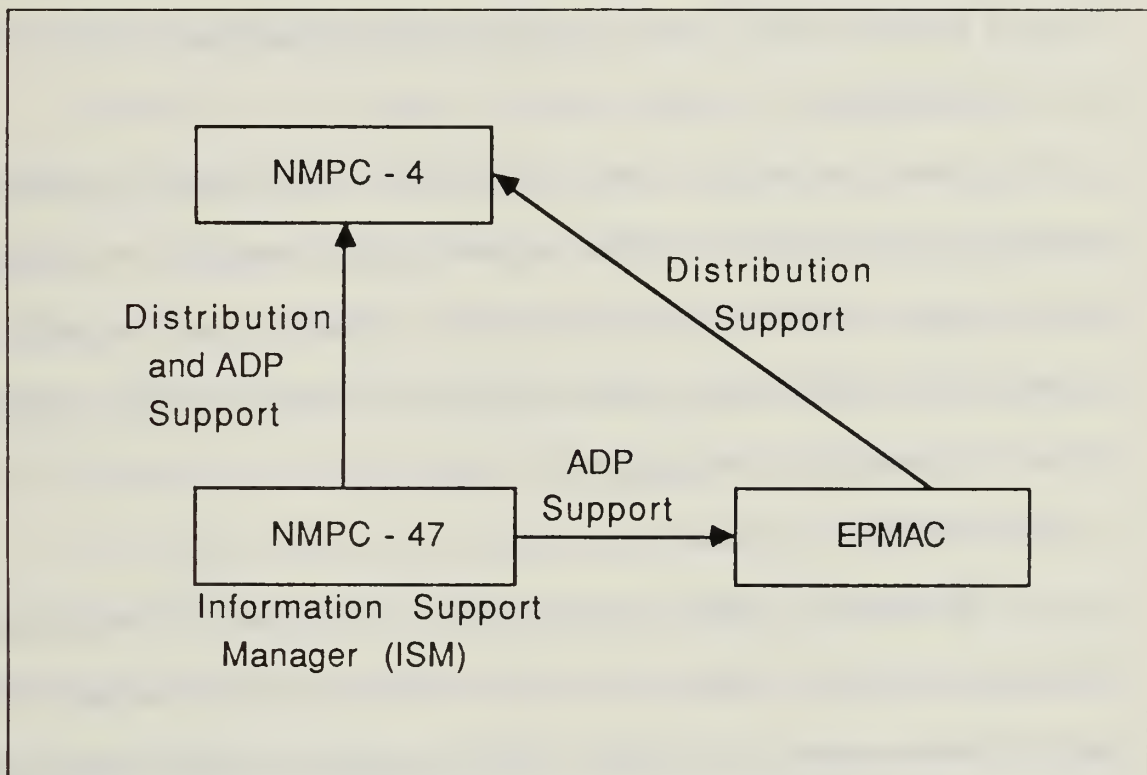 NMPC - 4
Distribution
Support
Distribution
and ADP
Support
ADP
Support
NMPC - 47
EPMAC
Information Support
Manager (ISM)